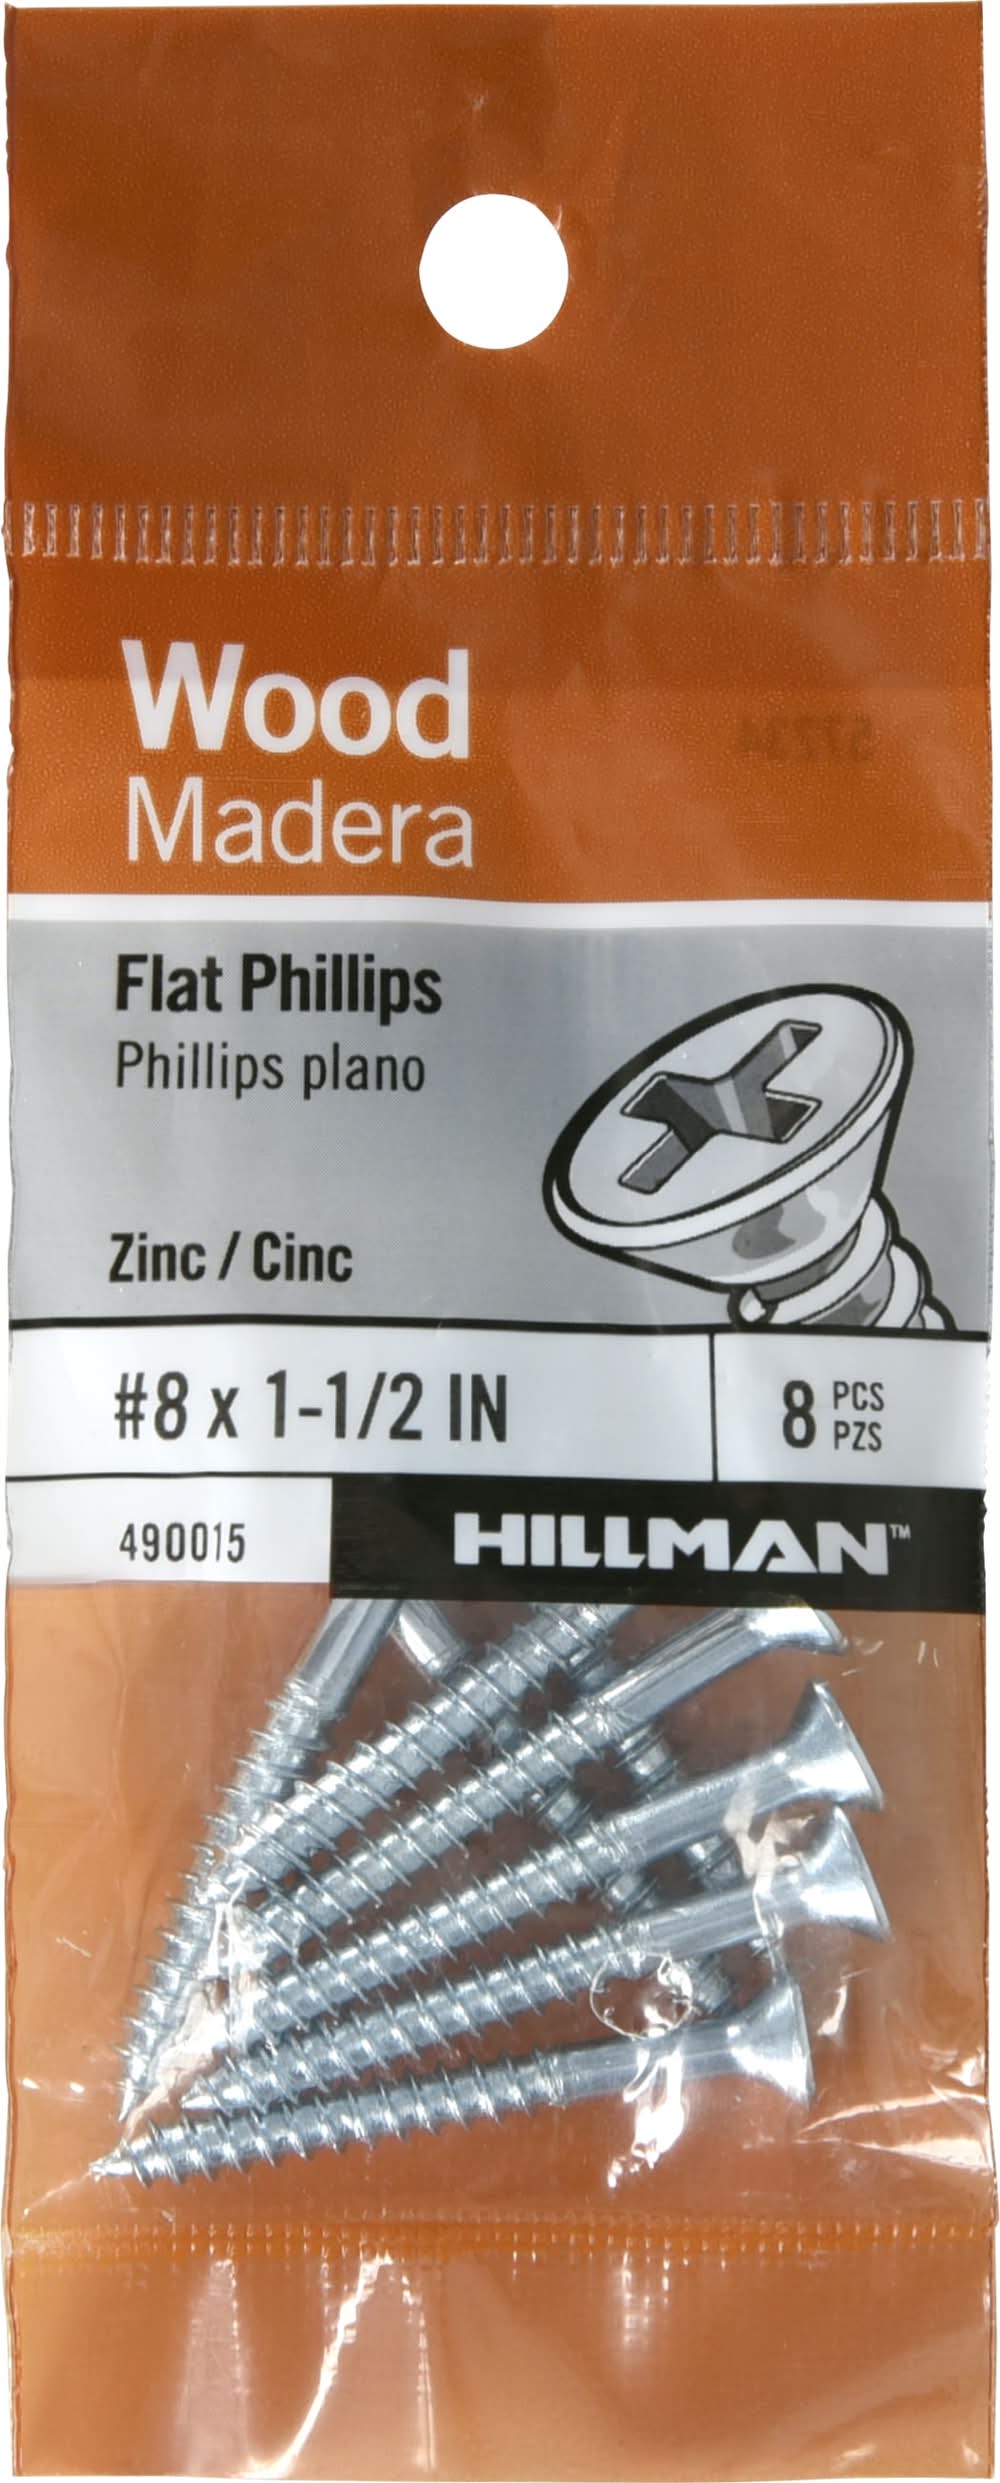 Wood
Madera
Flat Phillips
Phillips plano
Zinc / Cinc
#8 x 1-1/2 IN
8 PCS
PZS
490015
HILLMAN™